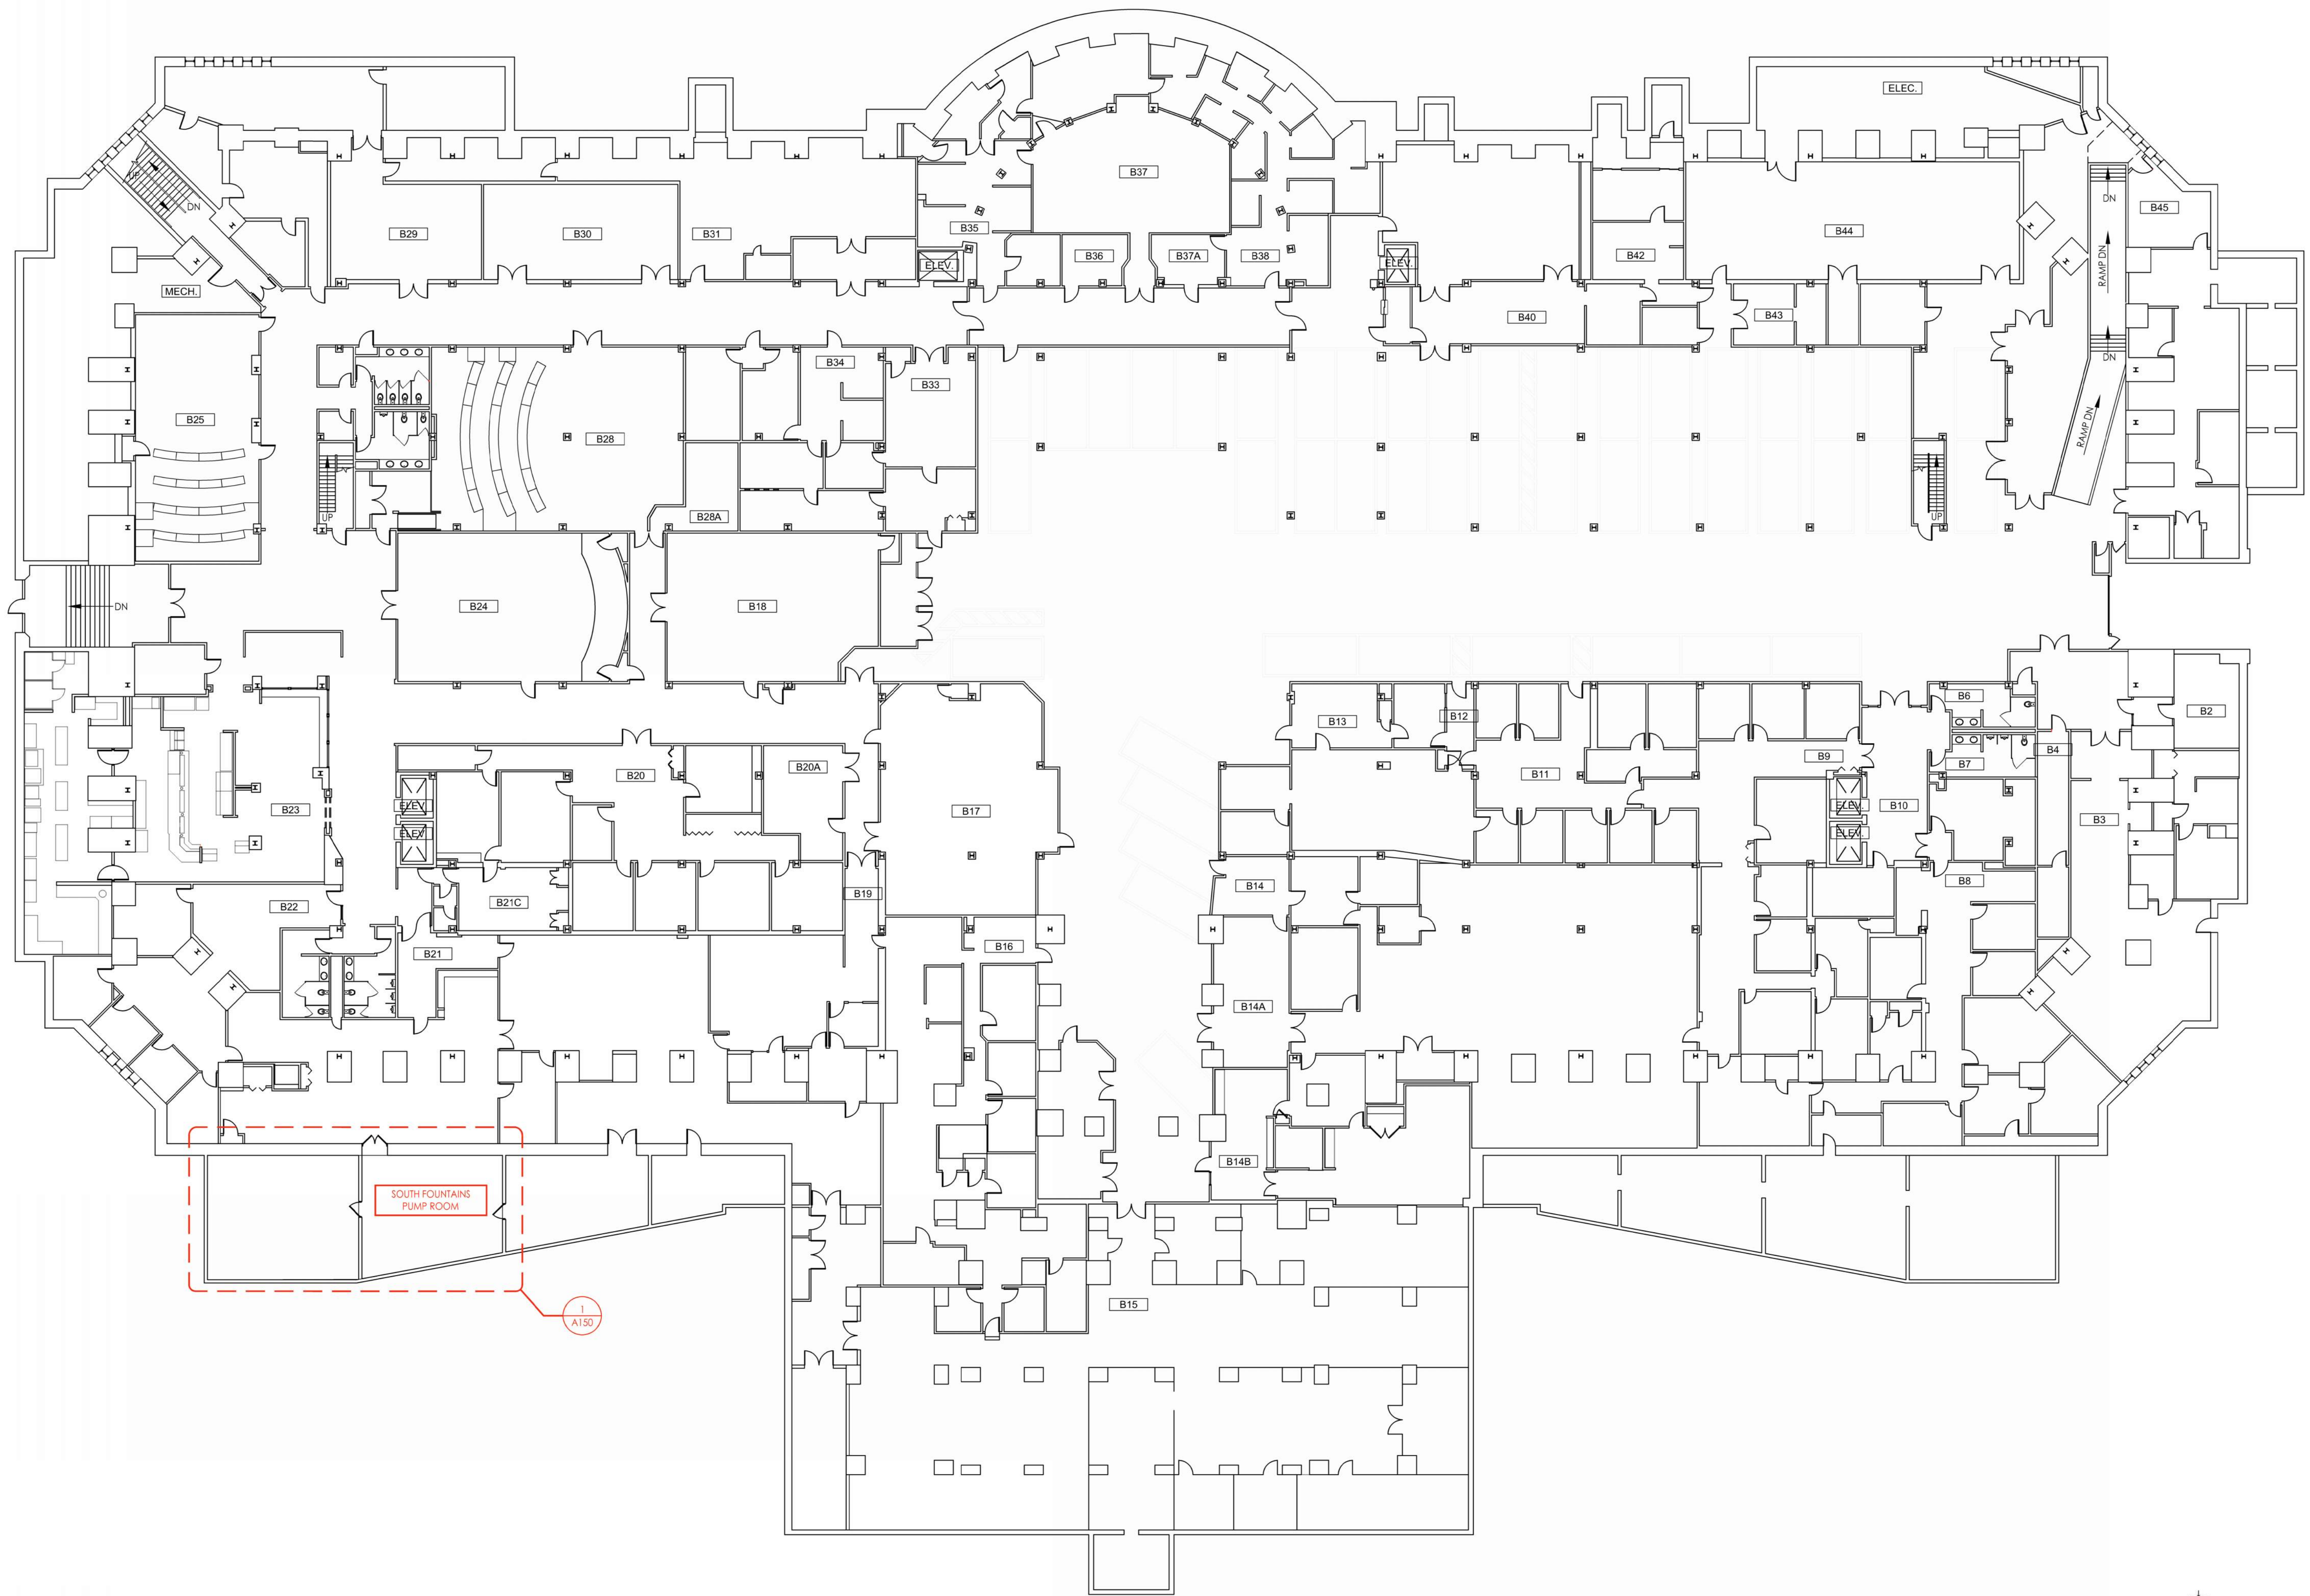 ELEC.
UP
DN
B37
DN
B45
B29
B30
B31
B35
B36
B37A
B38
B42
B44
ELEV.
ELEV.
MECH.
RAMP DN
B40
B43
DN
B34
B33
B25
B28
RAMP DN
UP
B28A
UP
DN
B24
B18
B6
B2
B13
B12
B4
B20
B20A
B11
B9
B7
ELEV.
B23
B17
ELEV.
B10
B3
ELEV.
ELEV.
B14
B8
B19
B21C
B22
B16
B21
B14A
B14B
SOUTH FOUNTAINS
PUMP ROOM
B15
1
A150